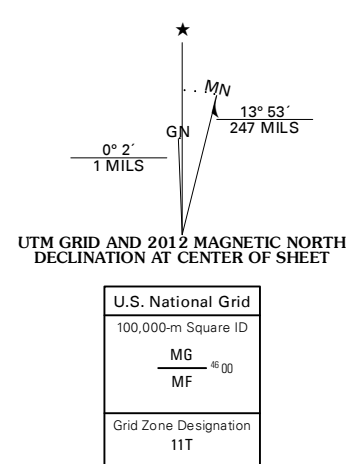 ★
MN
GN
13° 53´
247 MILS
0° 2´
1 MILS
UTM GRID AND 2012 MAGNETIC NORTH
DECLINATION AT CENTER OF SHEET
U.S. National Grid
100,000-m Square ID
MG
46 00
MF
Grid Zone Designation
11T